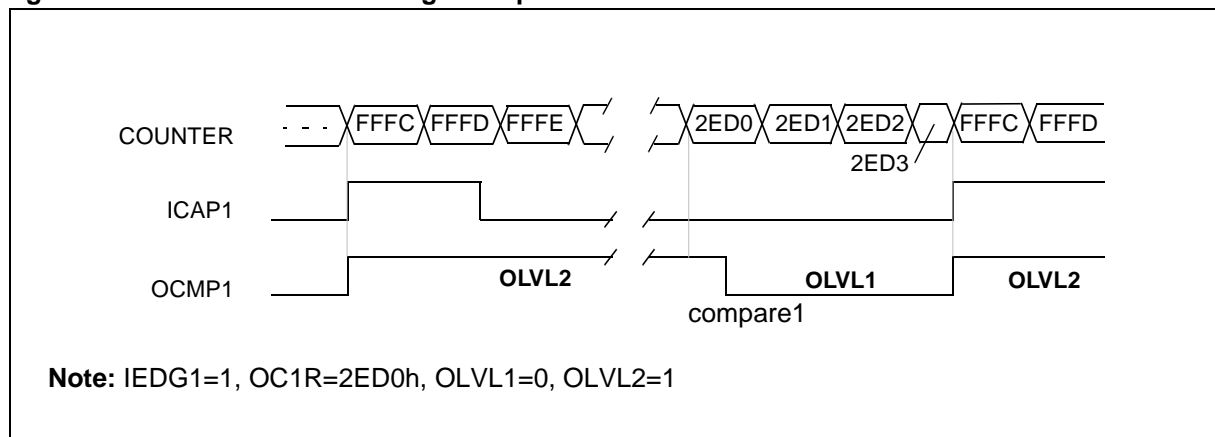 COUNTER
- - - -
FFFC FFFD FFFE
2ED0 2ED1 2ED2 FFFC FFFD
2ED3
ICAP1
OCMP1
OLVL2
OLVL1
OLVL2
compare1
Note: IEDG1=1, OC1R=2ED0h, OLVL1=0, OLVL2=1